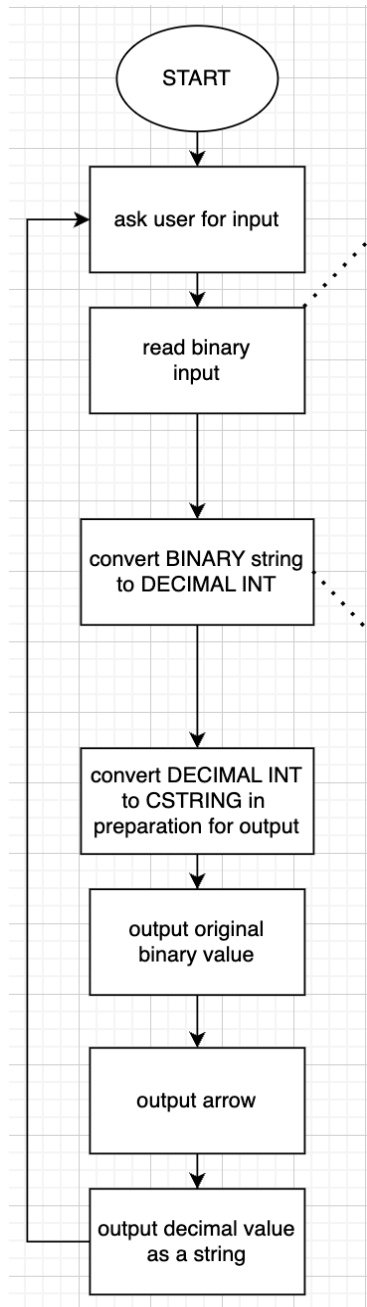 START
ask user for input
read binary
input
convert BINARY string
to DECIMAL INT
convert DECIMAL INT
to CSTRING in
preparation for output
output original
binary value
output arrow
output decimal value
as a string